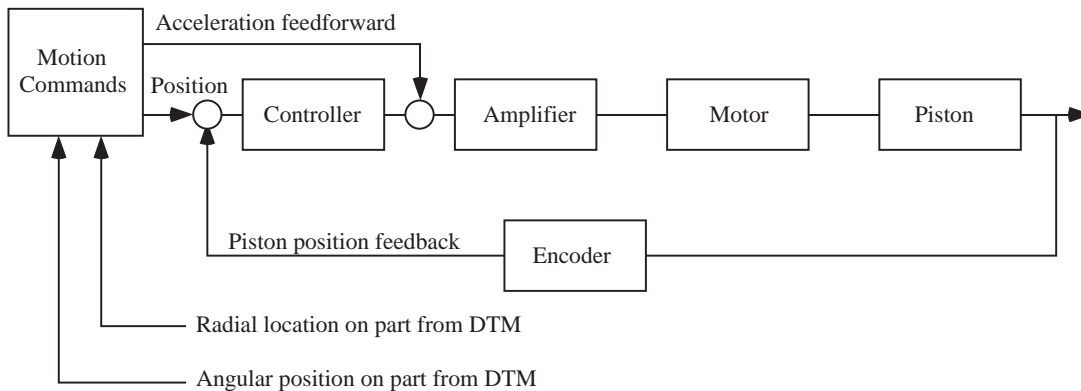 Acceleration feedforward
Motion
Commands
Position
Controller
Amplifier
Motor
Piston
Piston position feedback
Encoder
Radial location on part from DTM
Angular position on part from DTM